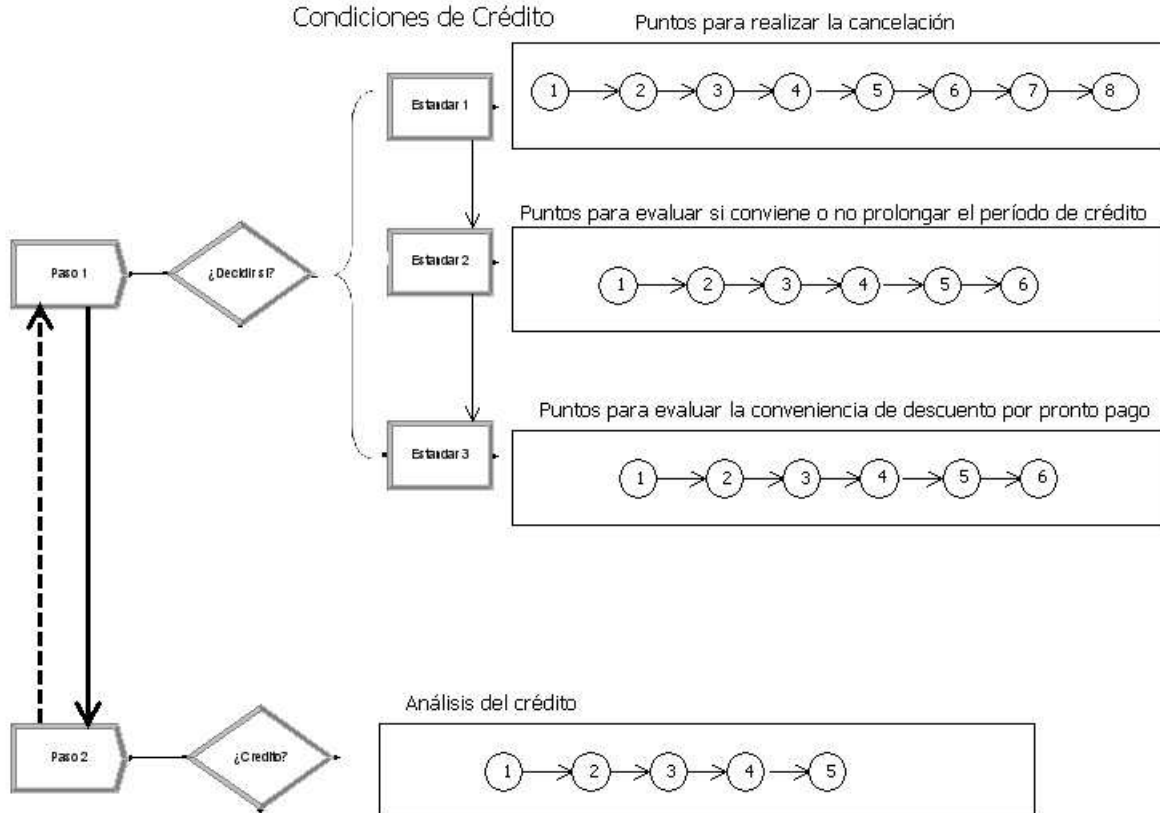 Condiciones de Crédito
Puntos para realizar la cancelación
Estandar 1
1 2 3 4 5 6 7 8
Puntos para evaluar si conviene o no prolongar el período de crédito
Paso 1
¿Decidir si?
Estandar 2
1 2 3 4 5 6
Puntos para evaluar la conveniencia de descuento por pronto pago
Estandar 3
1 2 3 4 5 6
Análisis del crédito
Paso 2
¿Credito?
1 2 3 4 5